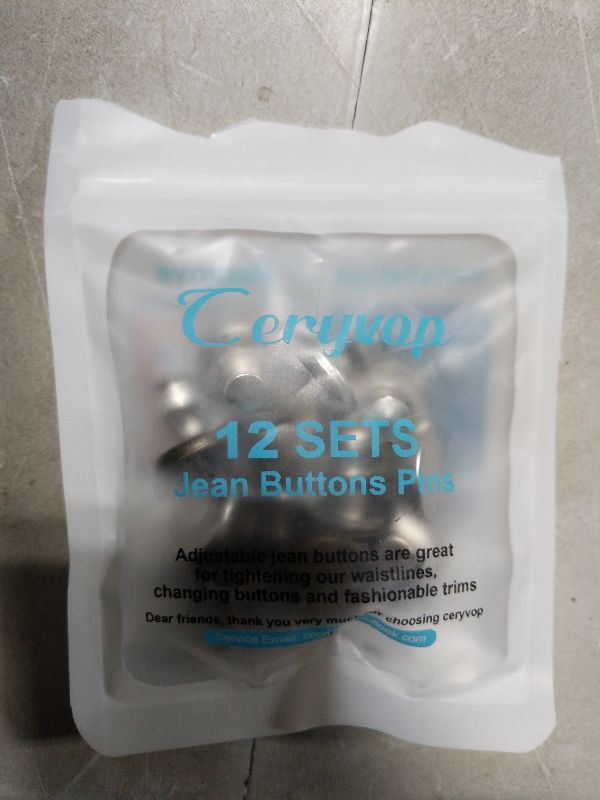 Ceryvop
12 SETS
Jean Buttons Pins
Adjustable jean buttons are great
for tightening our waistlines,
changing buttons and fashionable trims
Dear friends, thank you very much for choosing ceryvop
Service Email: